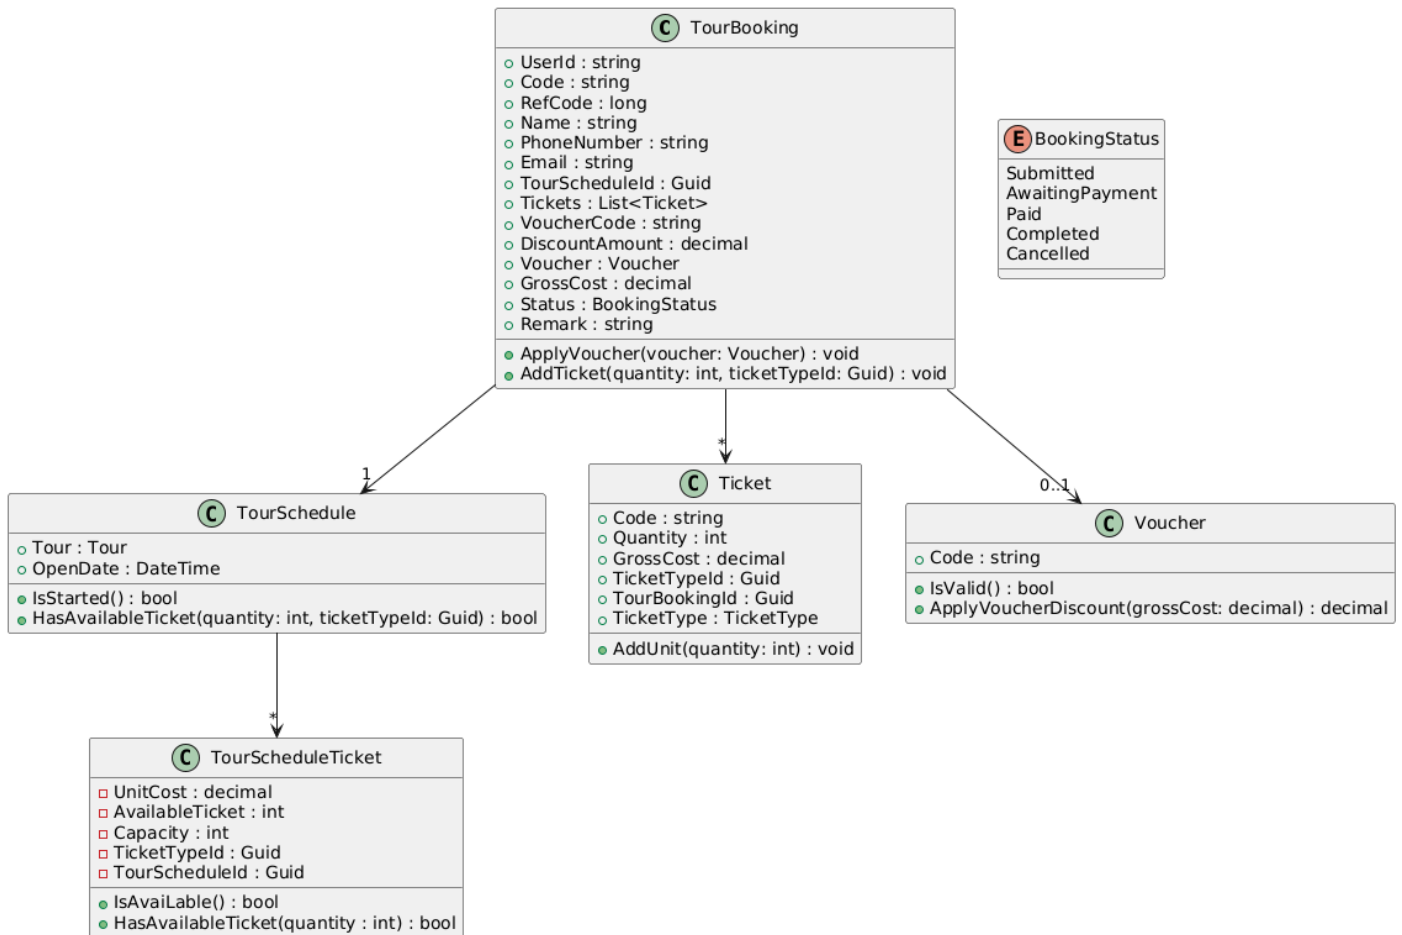 C TourBooking
UserId : string
Code : string
RefCode : long
Name : string
PhoneNumber : string
Email : string
TourScheduleId : Guid
Tickets : List<Ticket>
VoucherCode : string
DiscountAmount : decimal
Voucher : Voucher
GrossCost : decimal
Status : BookingStatus
Remark : string
ApplyVoucher(voucher: Voucher) : void
AddTicket(quantity: int, ticketTypeId: Guid) : void
E BookingStatus
Submitted
AwaitingPayment
Paid
Completed
Cancelled
1
*
0..1
C TourSchedule
Tour : Tour
OpenDate : DateTime
IsStarted() : bool
HasAvailableTicket(quantity: int, ticketTypeId: Guid) : bool
C Ticket
Code : string
Quantity : int
GrossCost : decimal
TicketTypeId : Guid
TourBookingId : Guid
TicketType : TicketType
AddUnit(quantity: int) : void
C Voucher
Code : string
IsValid() : bool
ApplyVoucherDiscount(grossCost: decimal) : decimal
*
C TourScheduleTicket
UnitCost : decimal
AvailableTicket : int
Capacity : int
TicketTypeId : Guid
TourScheduleId : Guid
IsAvaiLable() : bool
HasAvailableTicket(quantity : int) : bool